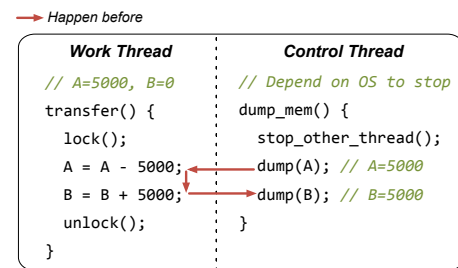 Happen before
Work Thread
// A=5000, B=0
transfer() {
lock();
A = A - 5000;
B = B + 5000;
unlock();
}
Control Thread
// Depend on OS to stop
dump_mem() {
stop_other_thread();
dump(A); // A=5000
dump(B); // B=5000
}